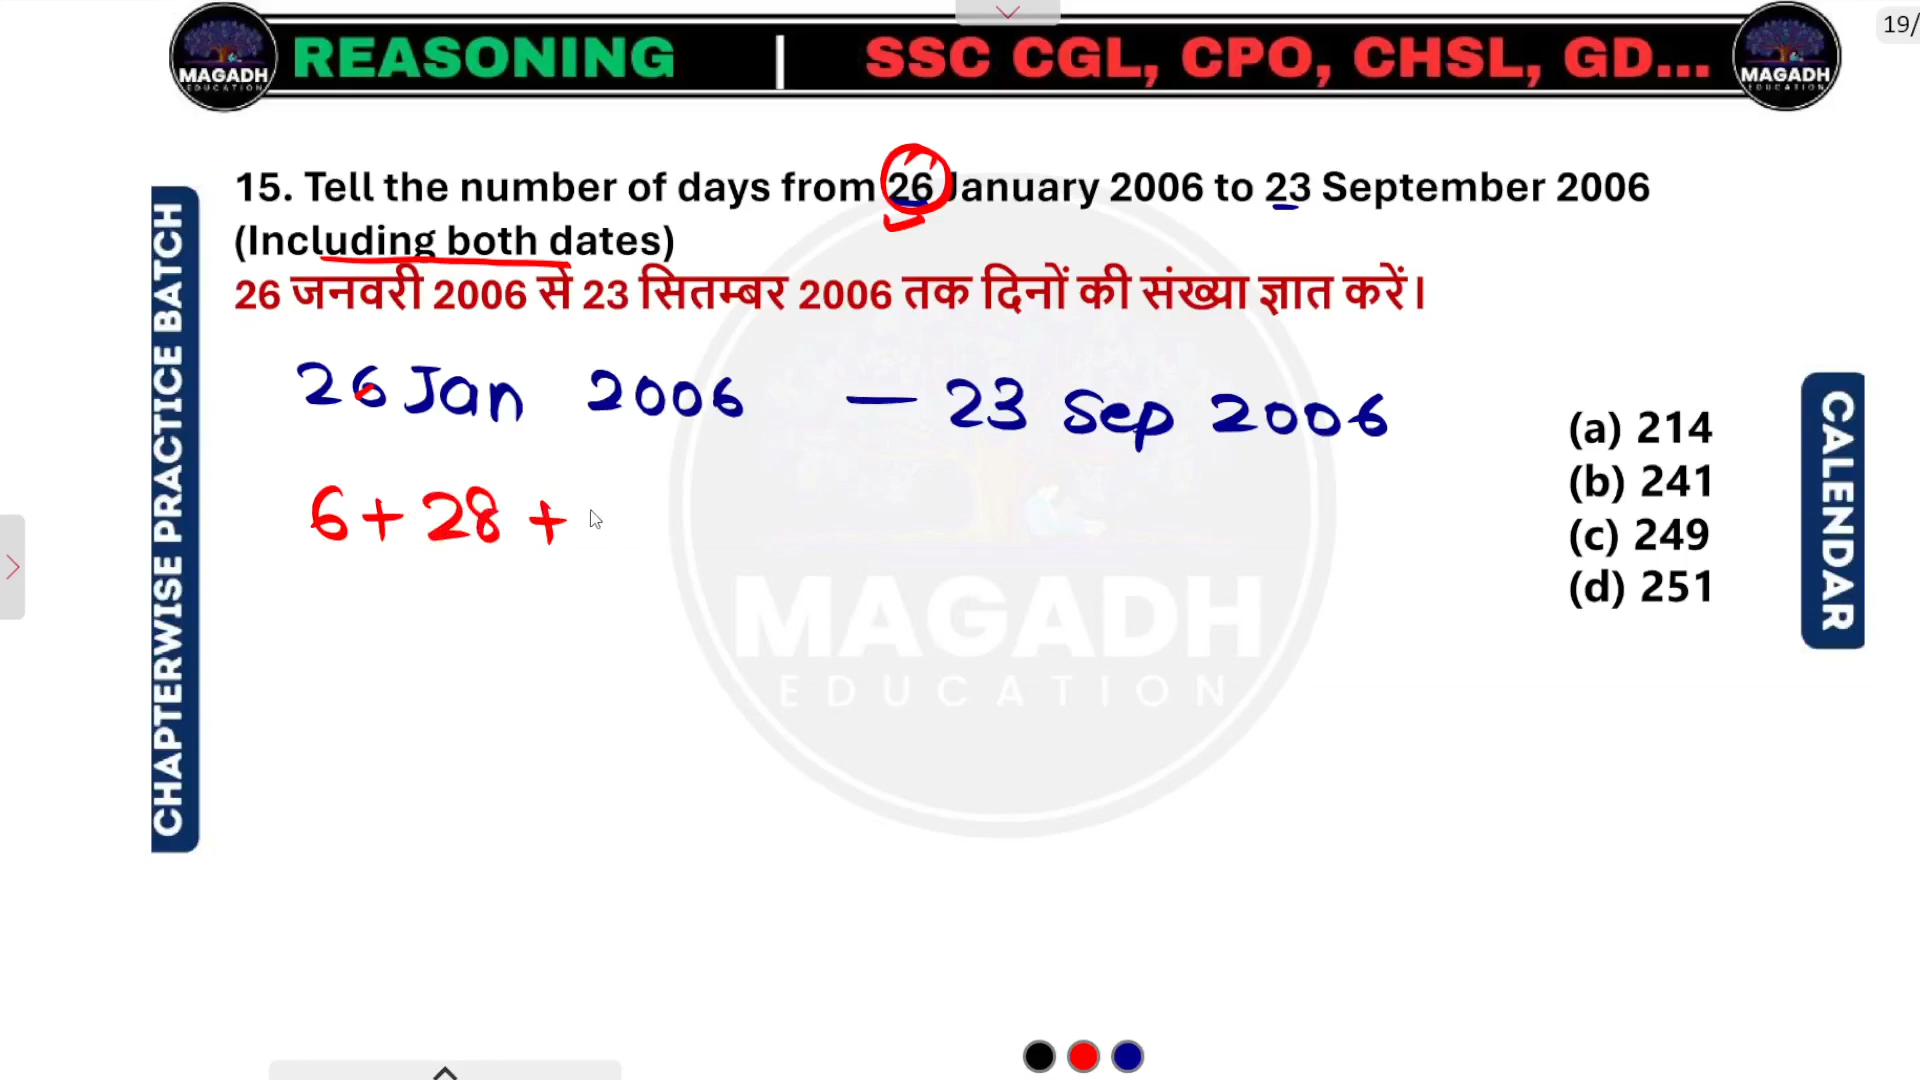 19/
MAGADH
EDUCATION
REASONING | SSC CGL, CPO, CHSL, GD...
MAGADH
EDUCATION
15. Tell the number of days from 26 January 2006 to 23 September 2006
(Including both dates)
26 जनवरी 2006 से 23 सितम्बर 2006 तक दिनों की संख्या ज्ञात करें।
26 Jan 2006 — 23 Sep 2006
6 + 28 +
(a) 214
(b) 241
(c) 249
(d) 251
CHAPTERWISE PRACTICE BATCH
CALENDAR
MAGADH
EDUCATION